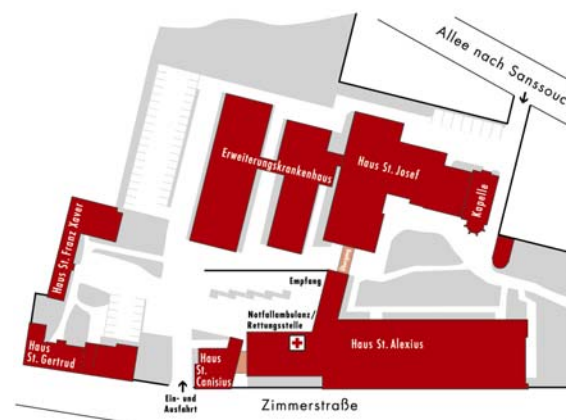 Allee nach Sanssouc
Erweiterungskrankenhaus
Haus St. Josef
Kapelle
Haus St. Franz Xaver
Empfang
Notfallambulanz/
Rettungsstelle
Haus St. Alexius
Haus
St. Gertrud
Haus
St.
Canisius
Ein- und
Ausfahrt
Zimmerstraße